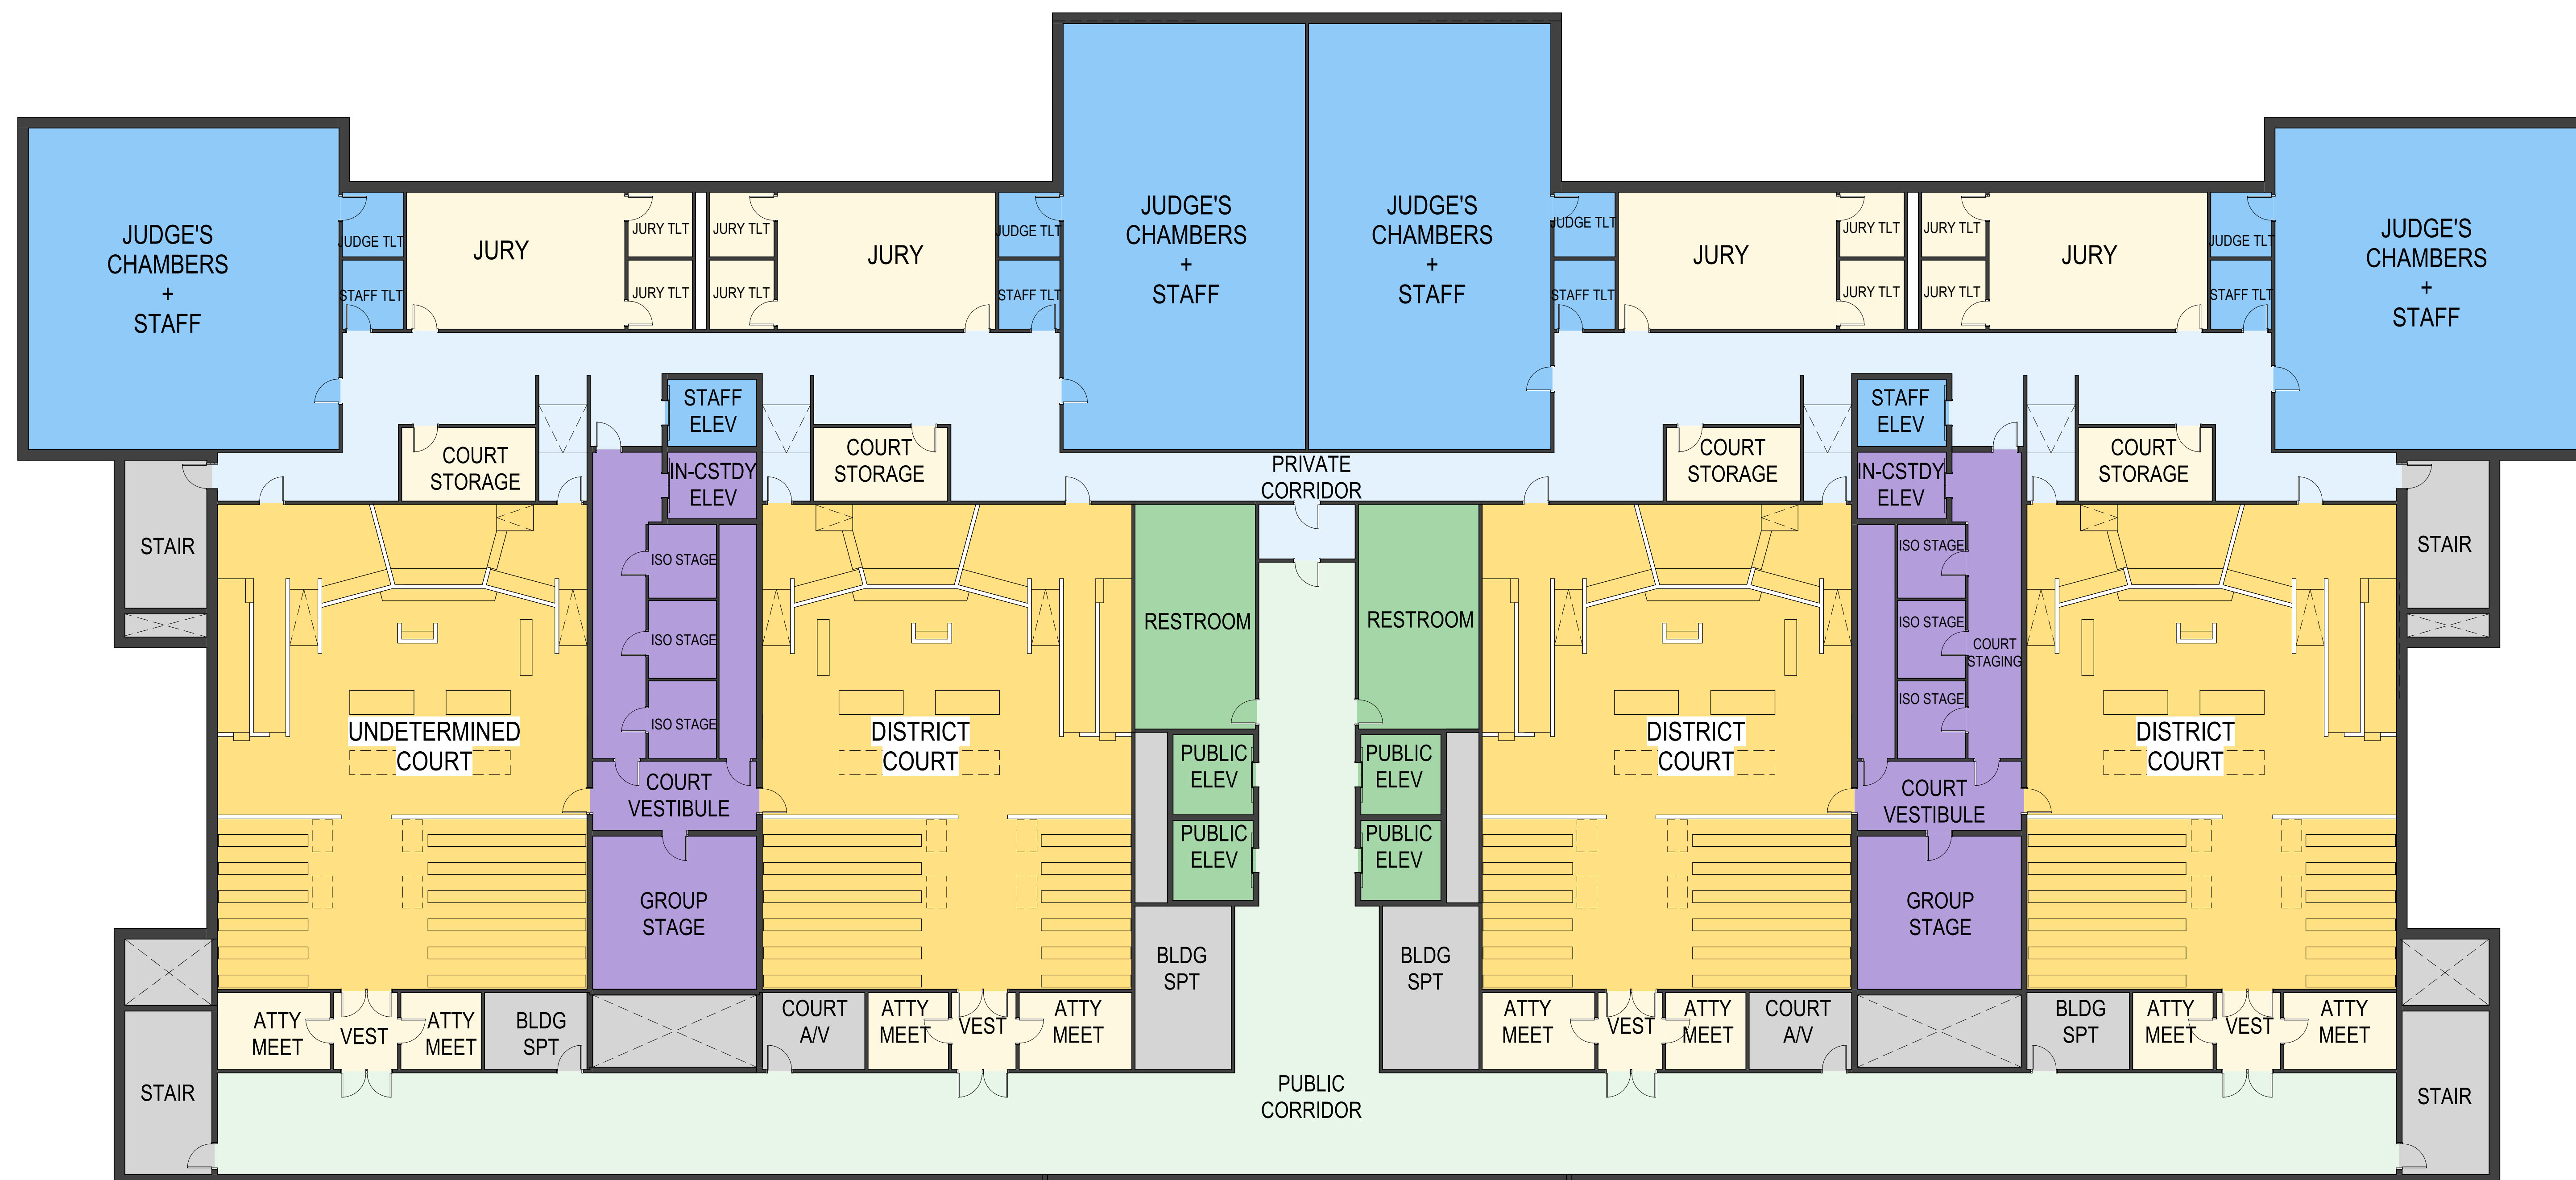 JUDGE'S
CHAMBERS
+
STAFF
JUDGE TLT
STAFF TLT
JURY
JURY TLT
JURY TLT
JURY TLT
JURY TLT
JURY
JUDGE TLT
STAFF TLT
JUDGE'S
CHAMBERS
+
STAFF
JUDGE'S
CHAMBERS
+
STAFF
JUDGE TLT
STAFF TLT
JURY
JURY TLT
JURY TLT
JURY TLT
JURY TLT
JURY
JUDGE TLT
STAFF TLT
JUDGE'S
CHAMBERS
+
STAFF
COURT
STORAGE
STAFF
ELEV
IN-CSTDY
ELEV
COURT
STORAGE
PRIVATE
CORRIDOR
COURT
STORAGE
STAFF
ELEV
IN-CSTDY
ELEV
COURT
STORAGE
STAIR
ISO STAGE
ISO STAGE
ISO STAGE
RESTROOM
RESTROOM
ISO STAGE
ISO STAGE
ISO STAGE
COURT
STAGING
STAIR
UNDETERMINED
COURT
COURT
VESTIBULE
DISTRICT
COURT
PUBLIC
ELEV
PUBLIC
ELEV
PUBLIC
ELEV
PUBLIC
ELEV
DISTRICT
COURT
COURT
VESTIBULE
DISTRICT
COURT
GROUP
STAGE
BLDG
SPT
BLDG
SPT
GROUP
STAGE
STAIR
ATTY
MEET
VEST
ATTY
MEET
BLDG
SPT
COURT
A/V
ATTY
MEET
VEST
ATTY
MEET
PUBLIC
CORRIDOR
ATTY
MEET
VEST
ATTY
MEET
COURT
A/V
BLDG
SPT
ATTY
MEET
VEST
ATTY
MEET
STAIR